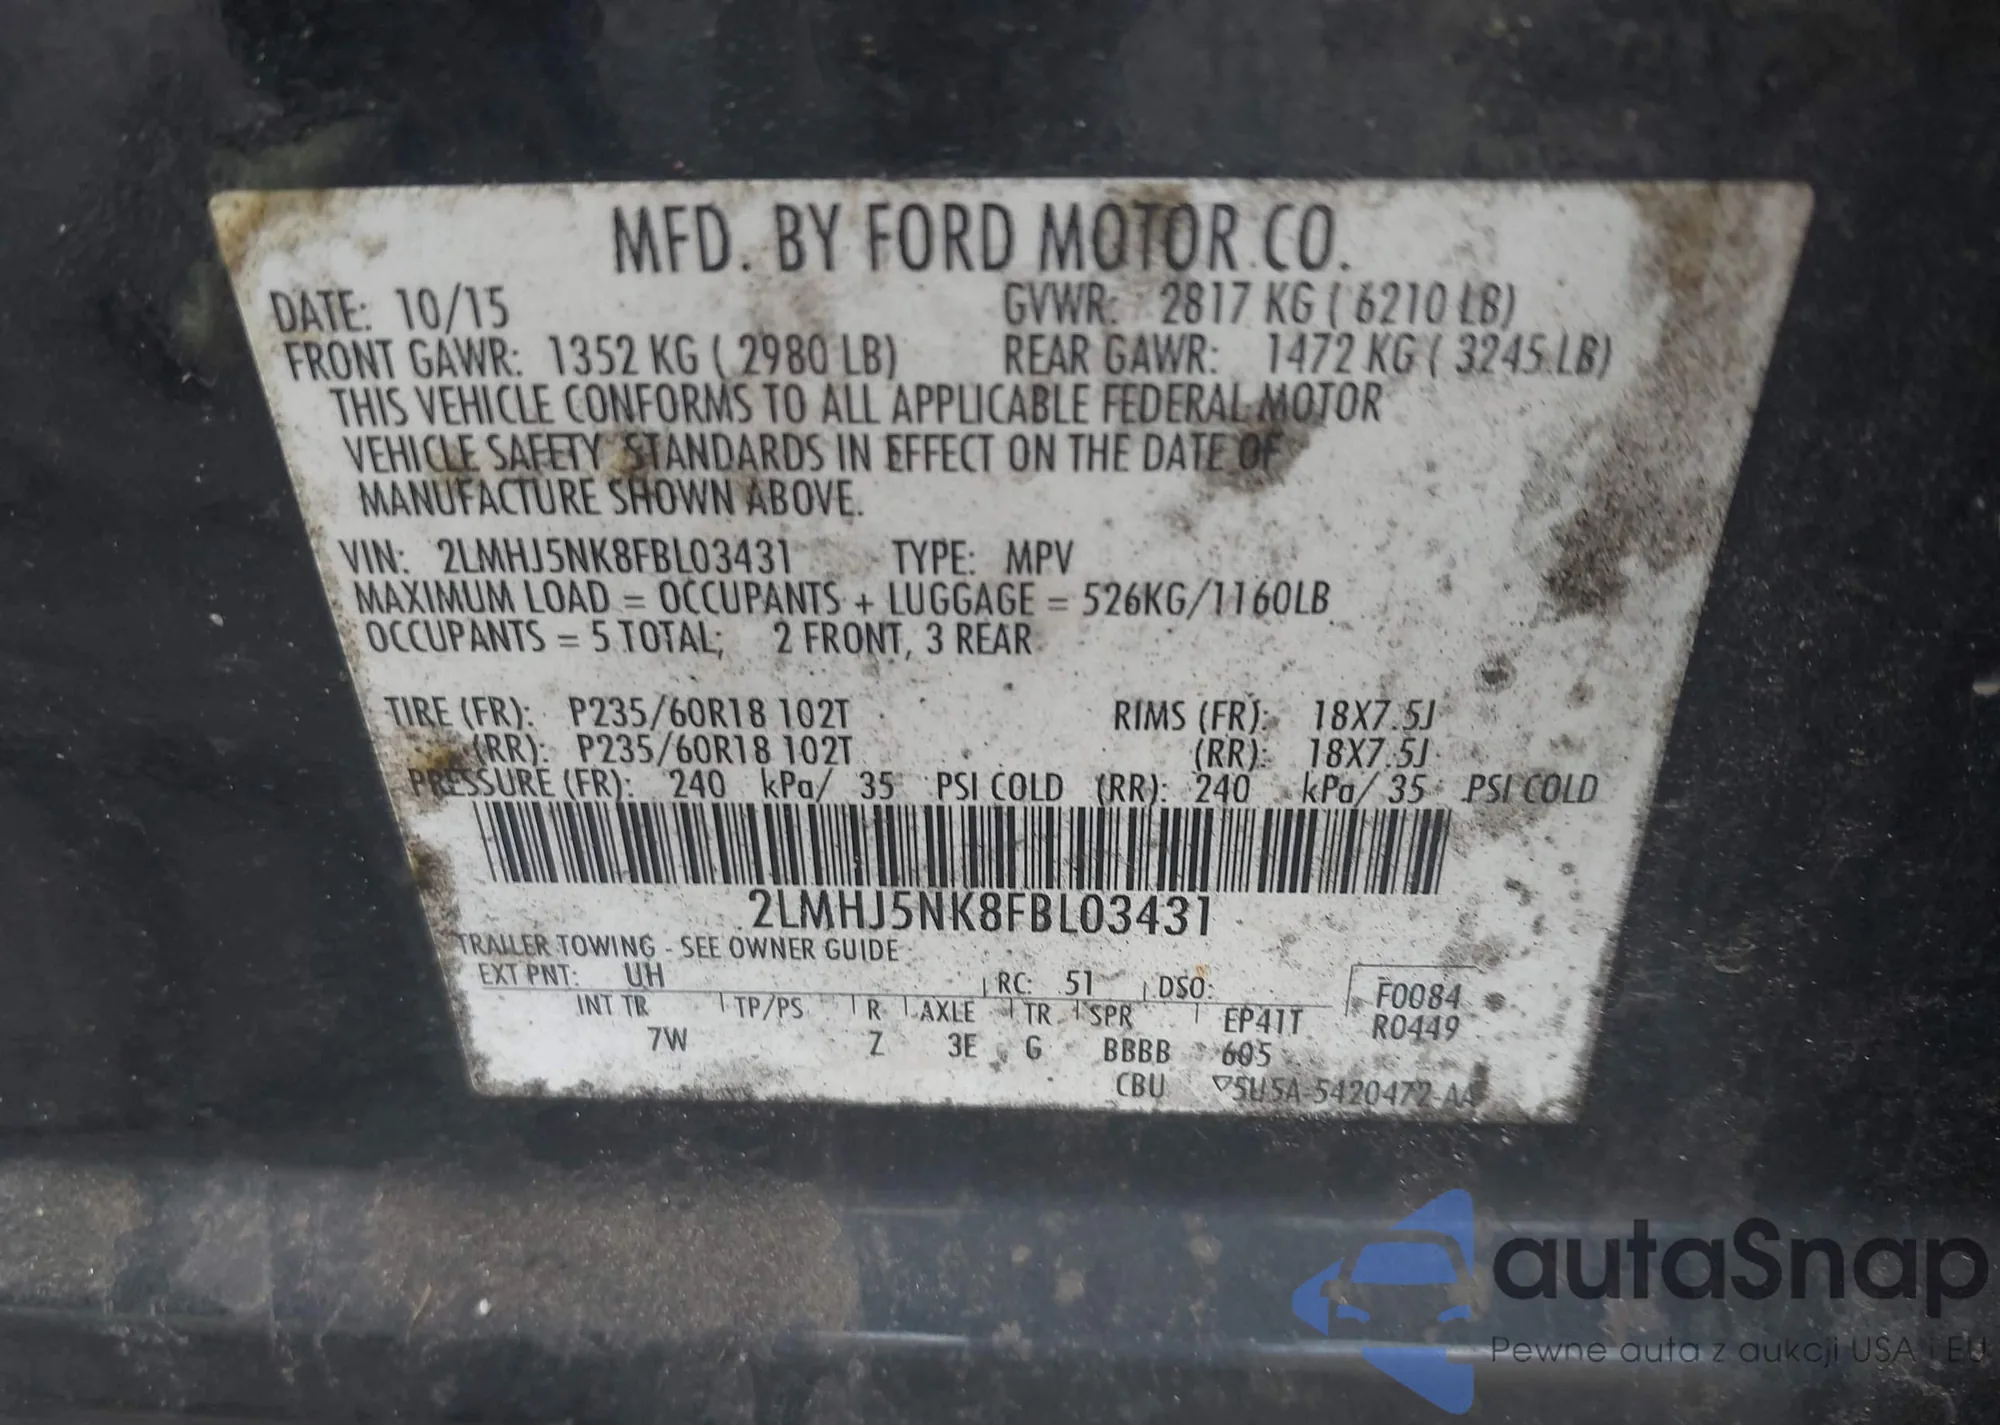 MFD. BY FORD MOTOR CO.
DATE: 10/15 GVWR: 2817 KG ( 6210 LB)
FRONT GAWR: 1352 KG ( 2980 LB) REAR GAWR: 1472 KG ( 3245 LB)
THIS VEHICLE CONFORMS TO ALL APPLICABLE FEDERAL MOTOR
VEHICLE SAFETY STANDARDS IN EFFECT ON THE DATE OF
MANUFACTURE SHOWN ABOVE.
VIN: 2LMHJ5NK8FBL03431 TYPE: MPV
MAXIMUM LOAD = OCCUPANTS + LUGGAGE = 526KG/1160LB
OCCUPANTS = 5 TOTAL; 2 FRONT, 3 REAR
TIRE (FR): P235/60R18 102T RIMS (FR): 18X7.5J
(RR): P235/60R18 102T (RR): 18X7.5J
PRESSURE (FR): 240 kPa/ 35 PSI COLD (RR): 240 kPa/ 35 PSI COLD
2LMHJ5NK8FBL03431
TRAILER TOWING - SEE OWNER GUIDE
EXT PNT: UH RC: 51 DSO: F0084
INT TR TP/PS R AXLE TR SPR EP41T R0449
7W Z 3E G BBBB 605
CBU ▽5U5A-5420472-AA
autaSnap
Pewne auta z aukcji USA i EU